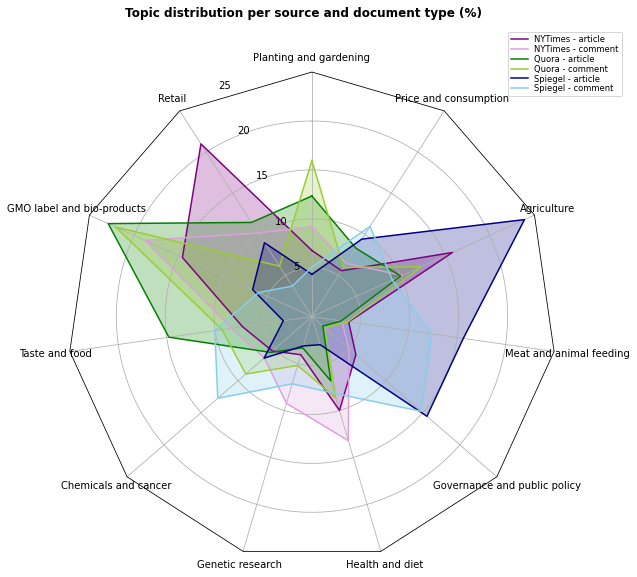 Topic distribution per source and document type (%)
NYTimes - article
NYTimes - comment
Quora - article
Quora - comment
Spiegel - article
Spiegel - comment
Planting and gardening
Price and consumption
Retail
25
20
15
10
5
Agriculture
GMO label and bio-products
Meat and animal feeding
Taste and food
Governance and public policy
Chemicals and cancer
Health and diet
Genetic research